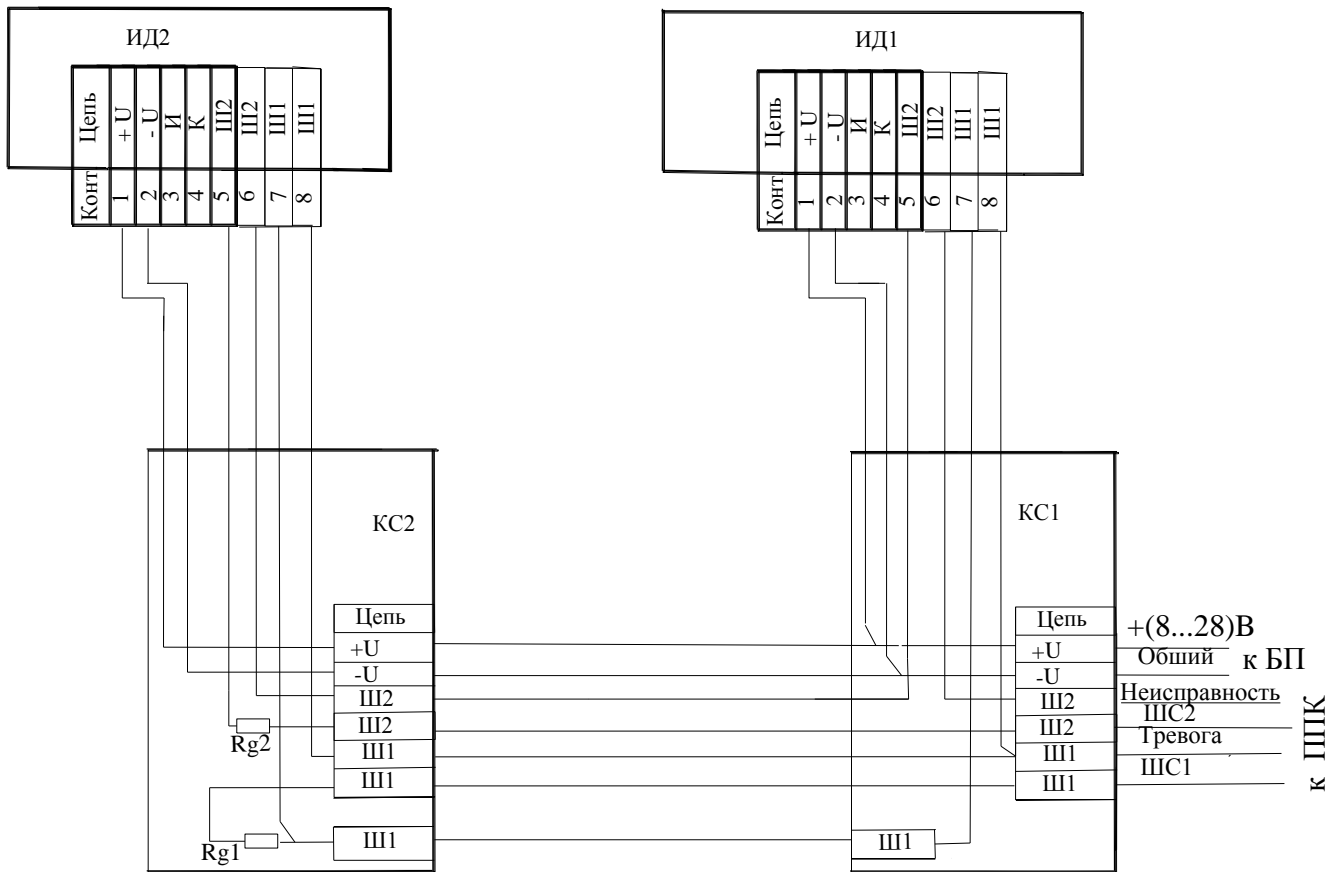 ИД2
Цепь
+ U
- U
И
К
Ш2
Ш2
Ш1
Ш1
Конт
1
2
3
4
5
6
7
8
ИД1
Цепь
+ U
- U
И
К
Ш2
Ш2
Ш1
Ш1
Конт
1
2
3
4
5
6
7
8
КС2
Цепь
+U
-U
Ш2
Ш2
Ш1
Ш1
Ш1
Rg2
Rg1
КС1
Цепь
+U
-U
Ш2
Ш2
Ш1
Ш1
Ш1
+(8...28)В
Обший
к БП
Неисправность
ШС2
Тревога
ШС1
к ППК